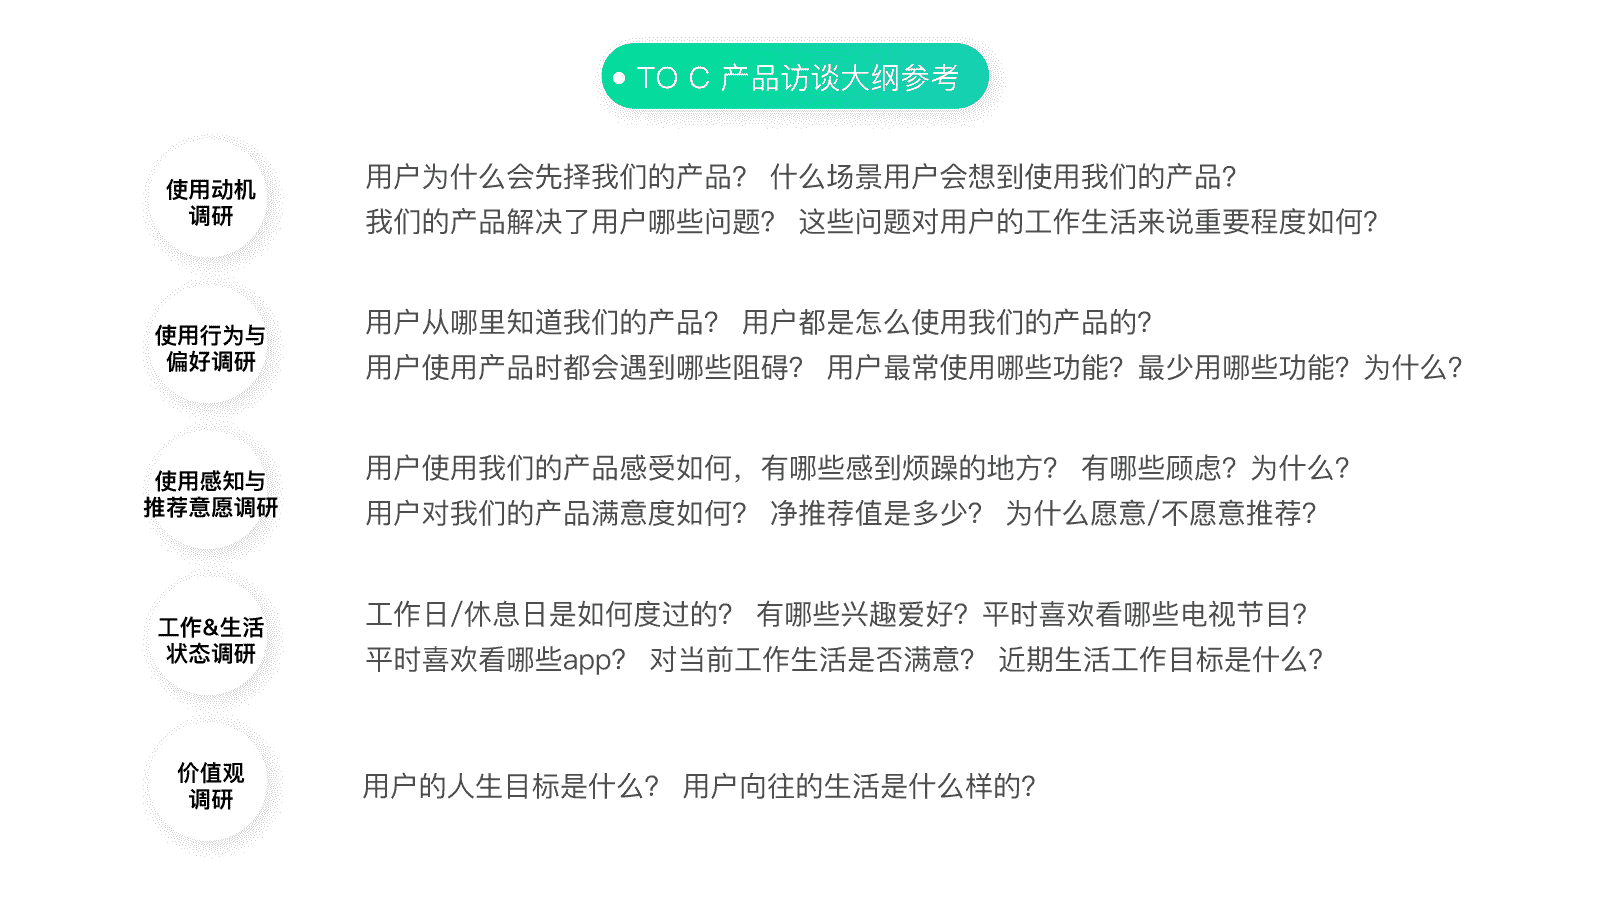 TO C 产品访谈大纲参考
使用动机
调研
用户为什么会先择我们的产品？ 什么场景用户会想到使用我们的产品？
我们的产品解决了用户哪些问题？ 这些问题对用户的工作生活来说重要程度如何？
使用行为与
偏好调研
用户从哪里知道我们的产品？ 用户都是怎么使用我们的产品的？
用户使用产品时都会遇到哪些阻碍？ 用户最常使用哪些功能？最少用哪些功能？为什么？
使用感知与
推荐意愿调研
用户使用我们的产品感受如何，有哪些感到烦躁的地方？ 有哪些顾虑？为什么？
用户对我们的产品满意度如何？ 净推荐值是多少？ 为什么愿意/不愿意推荐？
工作&生活
状态调研
工作日/休息日是如何度过的？ 有哪些兴趣爱好？平时喜欢看哪些电视节目？
平时喜欢看哪些app？ 对当前工作生活是否满意？ 近期生活工作目标是什么？
价值观
调研
用户的人生目标是什么？ 用户向往的生活是什么样的？